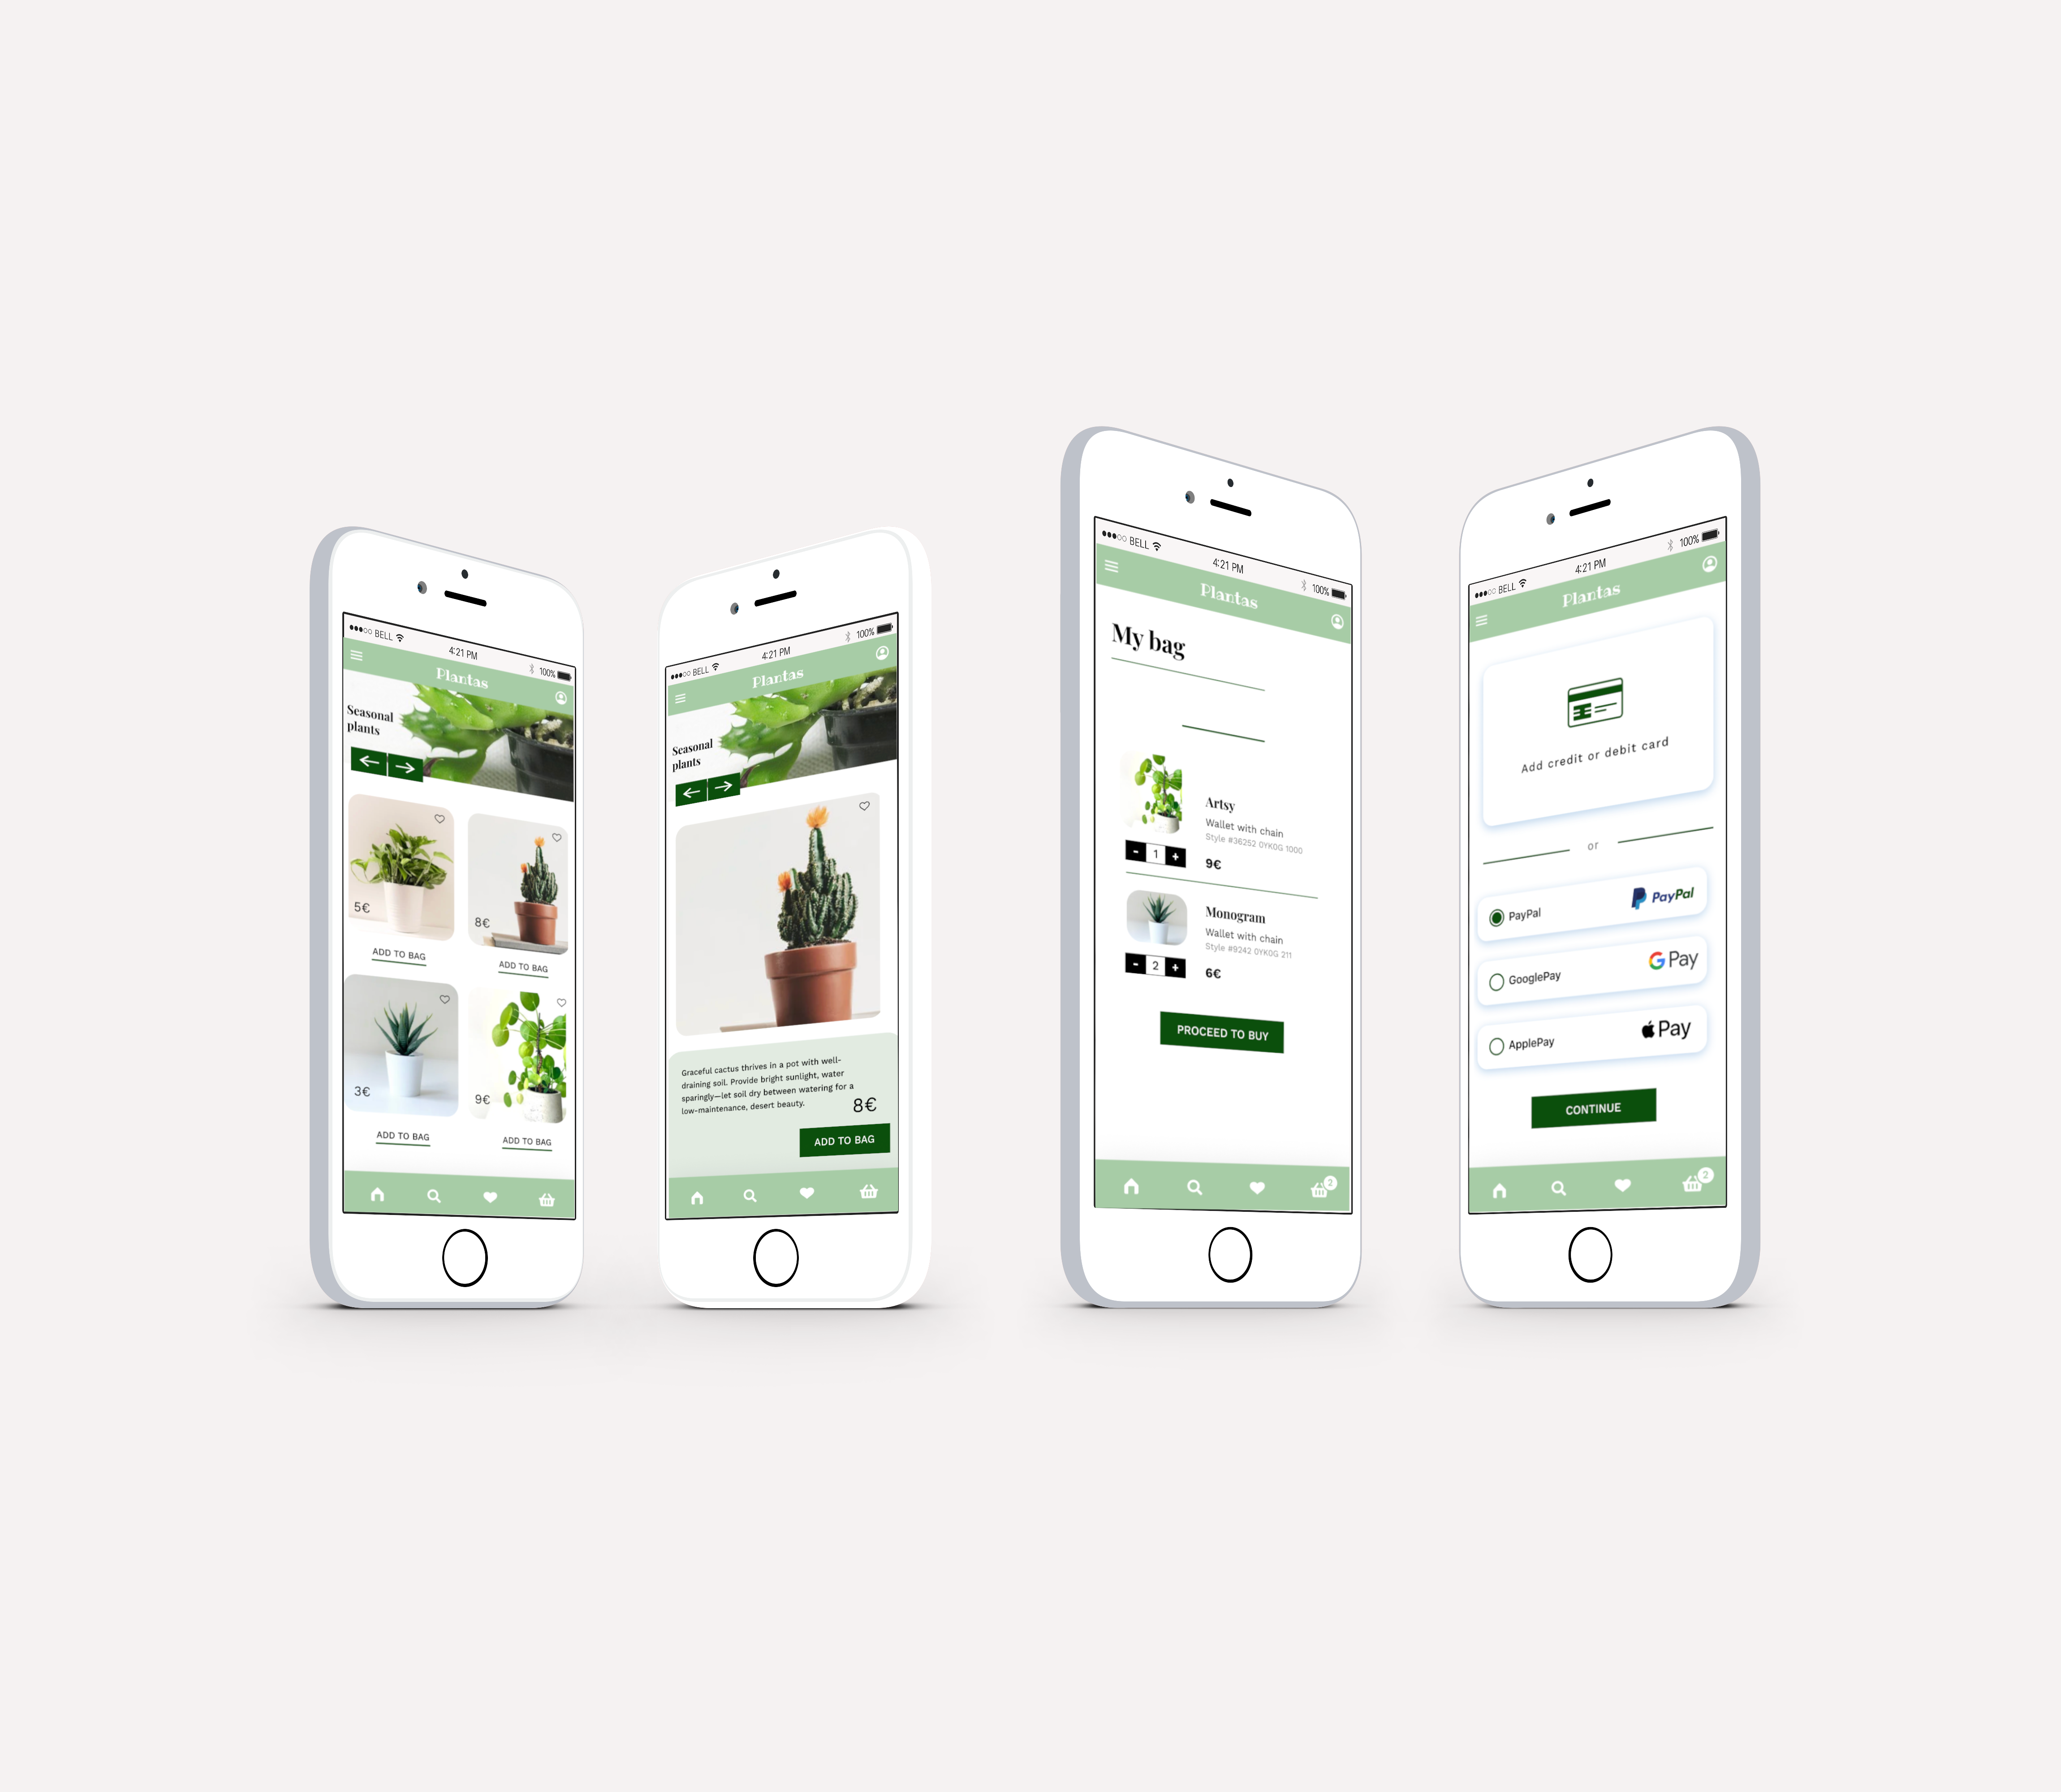 BELL
4:21 PM
100%
Plantas
Seasonal
plants
5€
8€
ADD TO BAG
ADD TO BAG
3€
9€
ADD TO BAG
ADD TO BAG
BELL
4:21 PM
100%
Plantas
Seasonal
plants
Graceful cactus thrives in a pot with well-
draining soil. Provide bright sunlight, water
sparingly—let soil dry between watering for a
low-maintenance, desert beauty.
8€
ADD TO BAG
BELL
4:21 PM
100%
Plantas
My bag
Artsy
Wallet with chain
Style #36252 0YK0G 1000
- 1 +
9€
Monogram
Wallet with chain
Style #9242 0YK0G 211
- 2 +
6€
PROCEED TO BUY
2
BELL
4:21 PM
100%
Plantas
Add credit or debit card
or
PayPal
PayPal
GooglePay
G Pay
ApplePay
Pay
CONTINUE
2